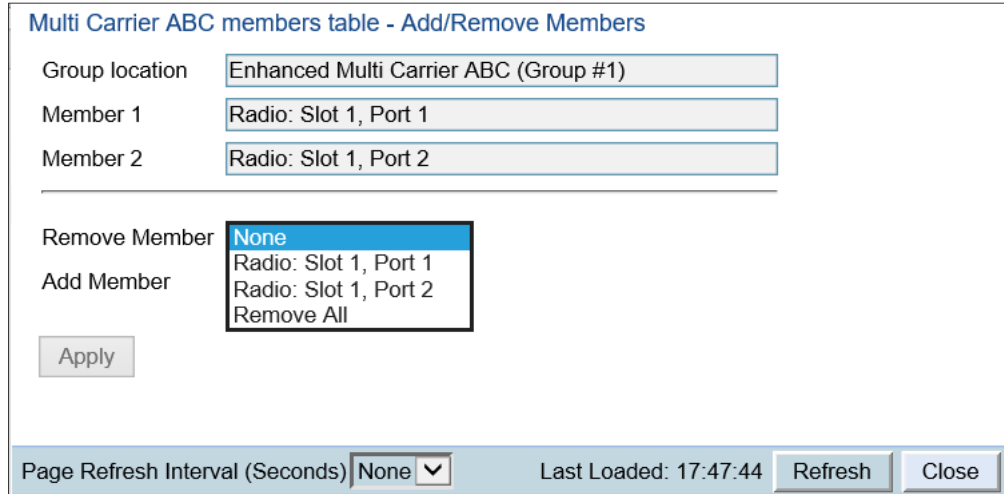 Multi Carrier ABC members table - Add/Remove Members
Group location Enhanced Multi Carrier ABC (Group #1)
Member 1 Radio: Slot 1, Port 1
Member 2 Radio: Slot 1, Port 2
Remove Member None
Radio: Slot 1, Port 1
Add Member Radio: Slot 1, Port 2
Remove All
Apply
Page Refresh Interval (Seconds) None Last Loaded: 17:47:44 Refresh Close